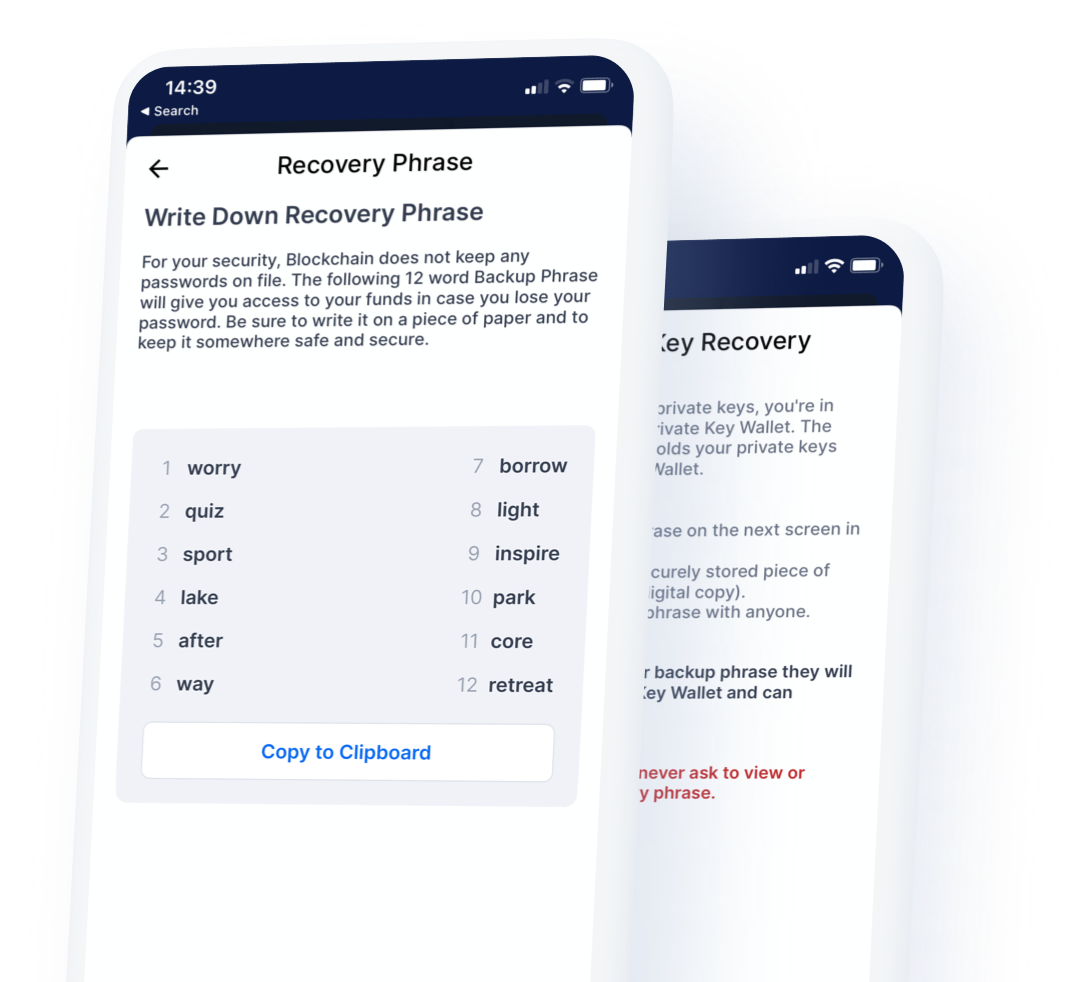 14:39
◀ Search
Recovery Phrase
Write Down Recovery Phrase
For your security, Blockchain does not keep any
passwords on file. The following 12 word Backup Phrase
will give you access to your funds in case you lose your
password. Be sure to write it on a piece of paper and to
keep it somewhere safe and secure.
1 worry
2 quiz
3 sport
4 lake
5 after
6 way
7 borrow
8 light
9 inspire
10 park
11 core
12 retreat
Copy to Clipboard
Key Recovery
private keys, you're in
Key Wallet. The
your private keys
Wallet.
on the next screen in
stored piece of
copy).
phrase with anyone.
backup phrase they will
Key Wallet and can
never ask to view or
phrase.